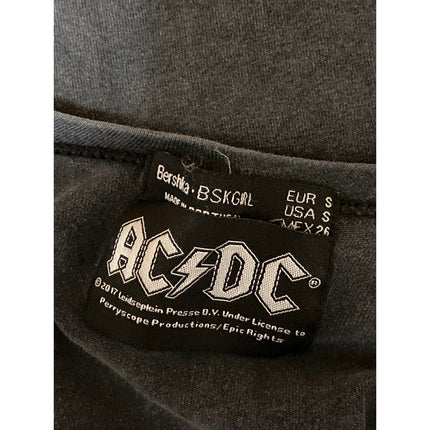 Bershka · BSKGIRL
EUR S
USA S
MEX 26
MADE IN PORTUGAL
AC DC ®
©2017 Leidseplein Presse B.V. Under License to
Perryscope Productions/Epic Rights